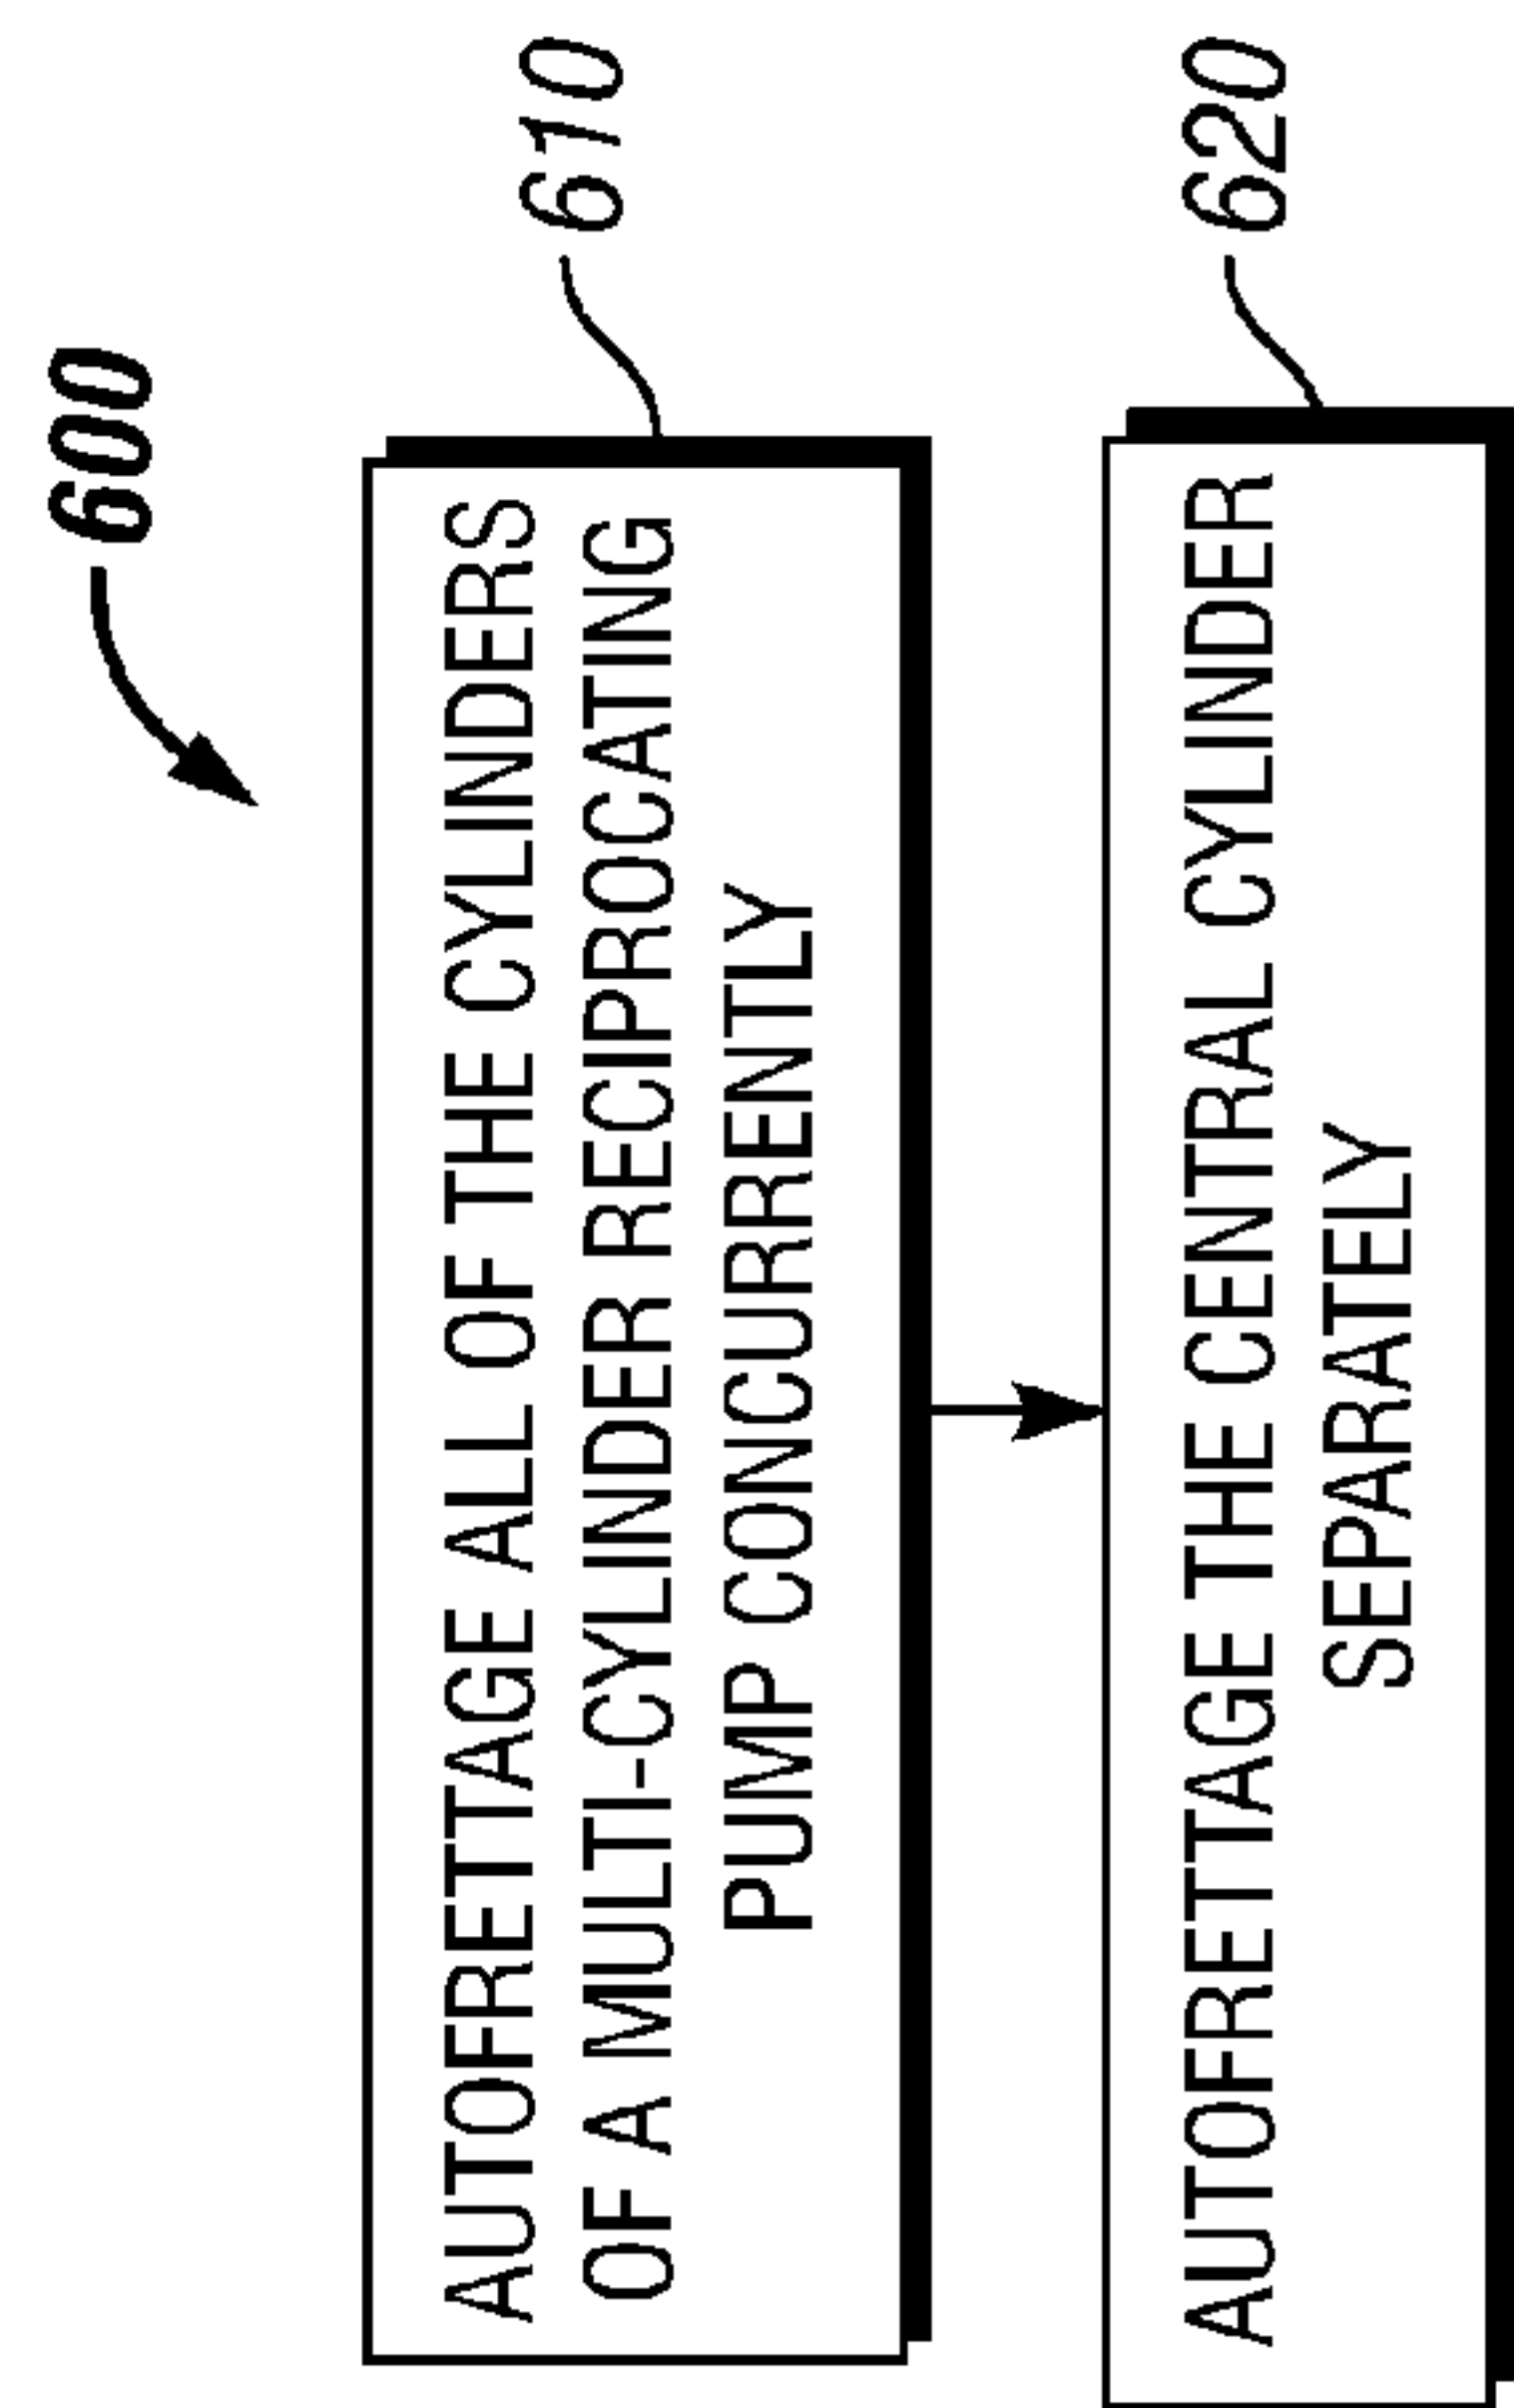 600
AUTOFRETTAGE ALL OF THE CYLINDERS
OF A MULTI-CYLINDER RECIPROCATING
PUMP CONCURRENTLY
610
AUTOFRETTAGE THE CENTRAL CYLINDER
SEPARATELY
620